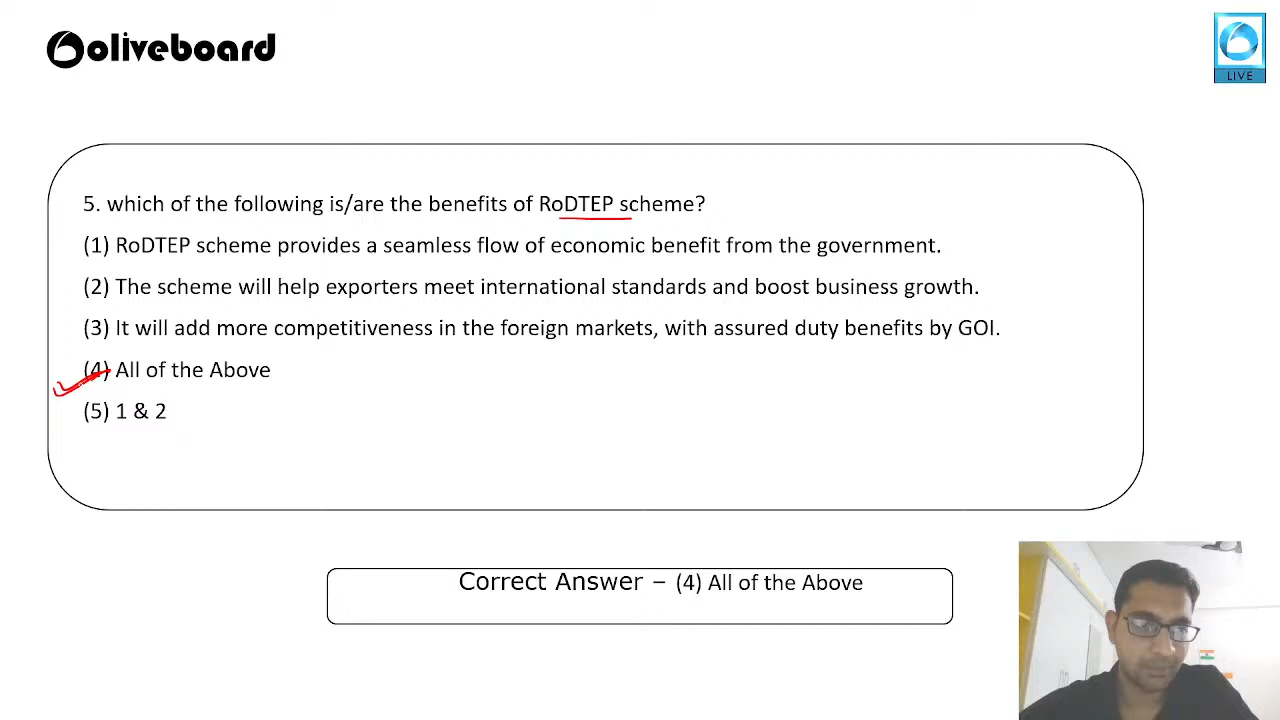 oliveboard
LIVE
5. which of the following is/are the benefits of RoDTEP scheme?
(1) RoDTEP scheme provides a seamless flow of economic benefit from the government.
(2) The scheme will help exporters meet international standards and boost business growth.
(3) It will add more competitiveness in the foreign markets, with assured duty benefits by GOI.
(4) All of the Above
(5) 1 & 2
Correct Answer – (4) All of the Above